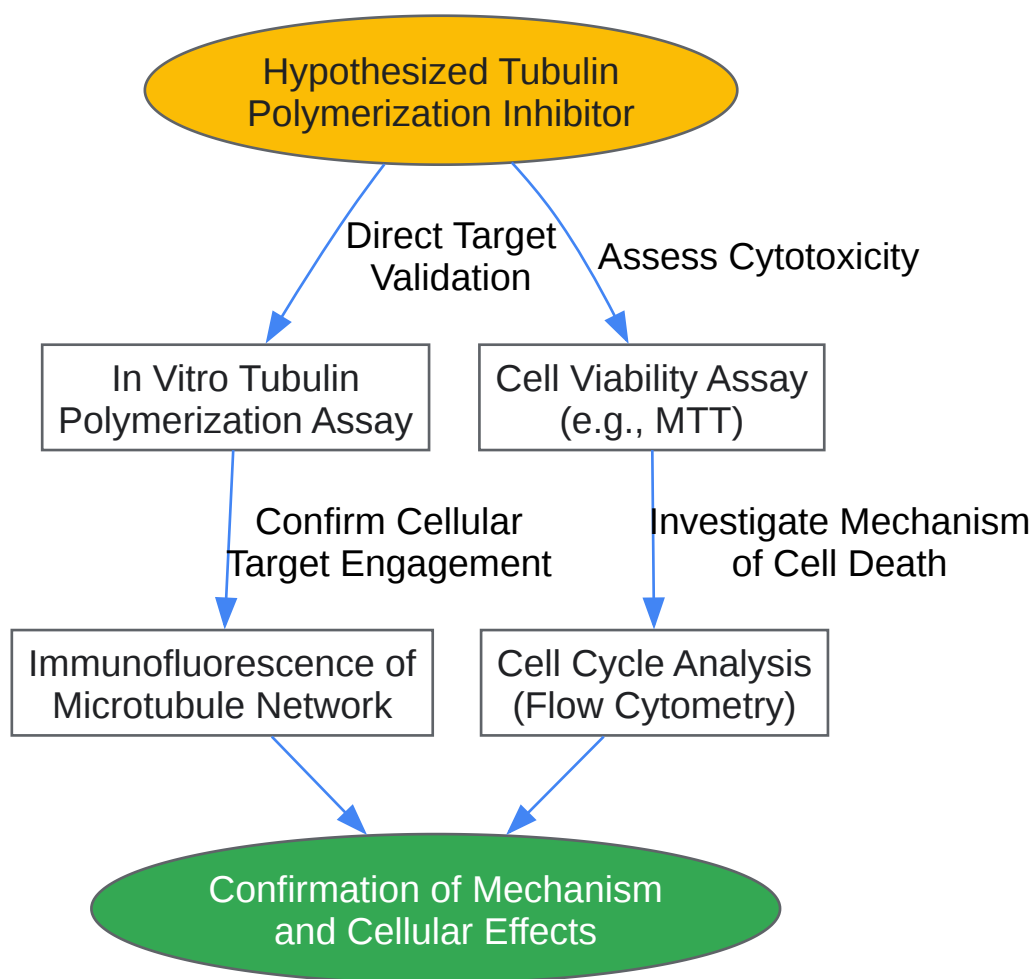 Hypothesized Tubulin
Polymerization Inhibitor
Direct Target
Validation
Assess Cytotoxicity
In Vitro Tubulin
Polymerization Assay
Cell Viability Assay
(e.g., MTT)
Confirm Cellular
Target Engagement
Investigate Mechanism
of Cell Death
Immunofluorescence of
Microtubule Network
Cell Cycle Analysis
(Flow Cytometry)
Confirmation of Mechanism
and Cellular Effects